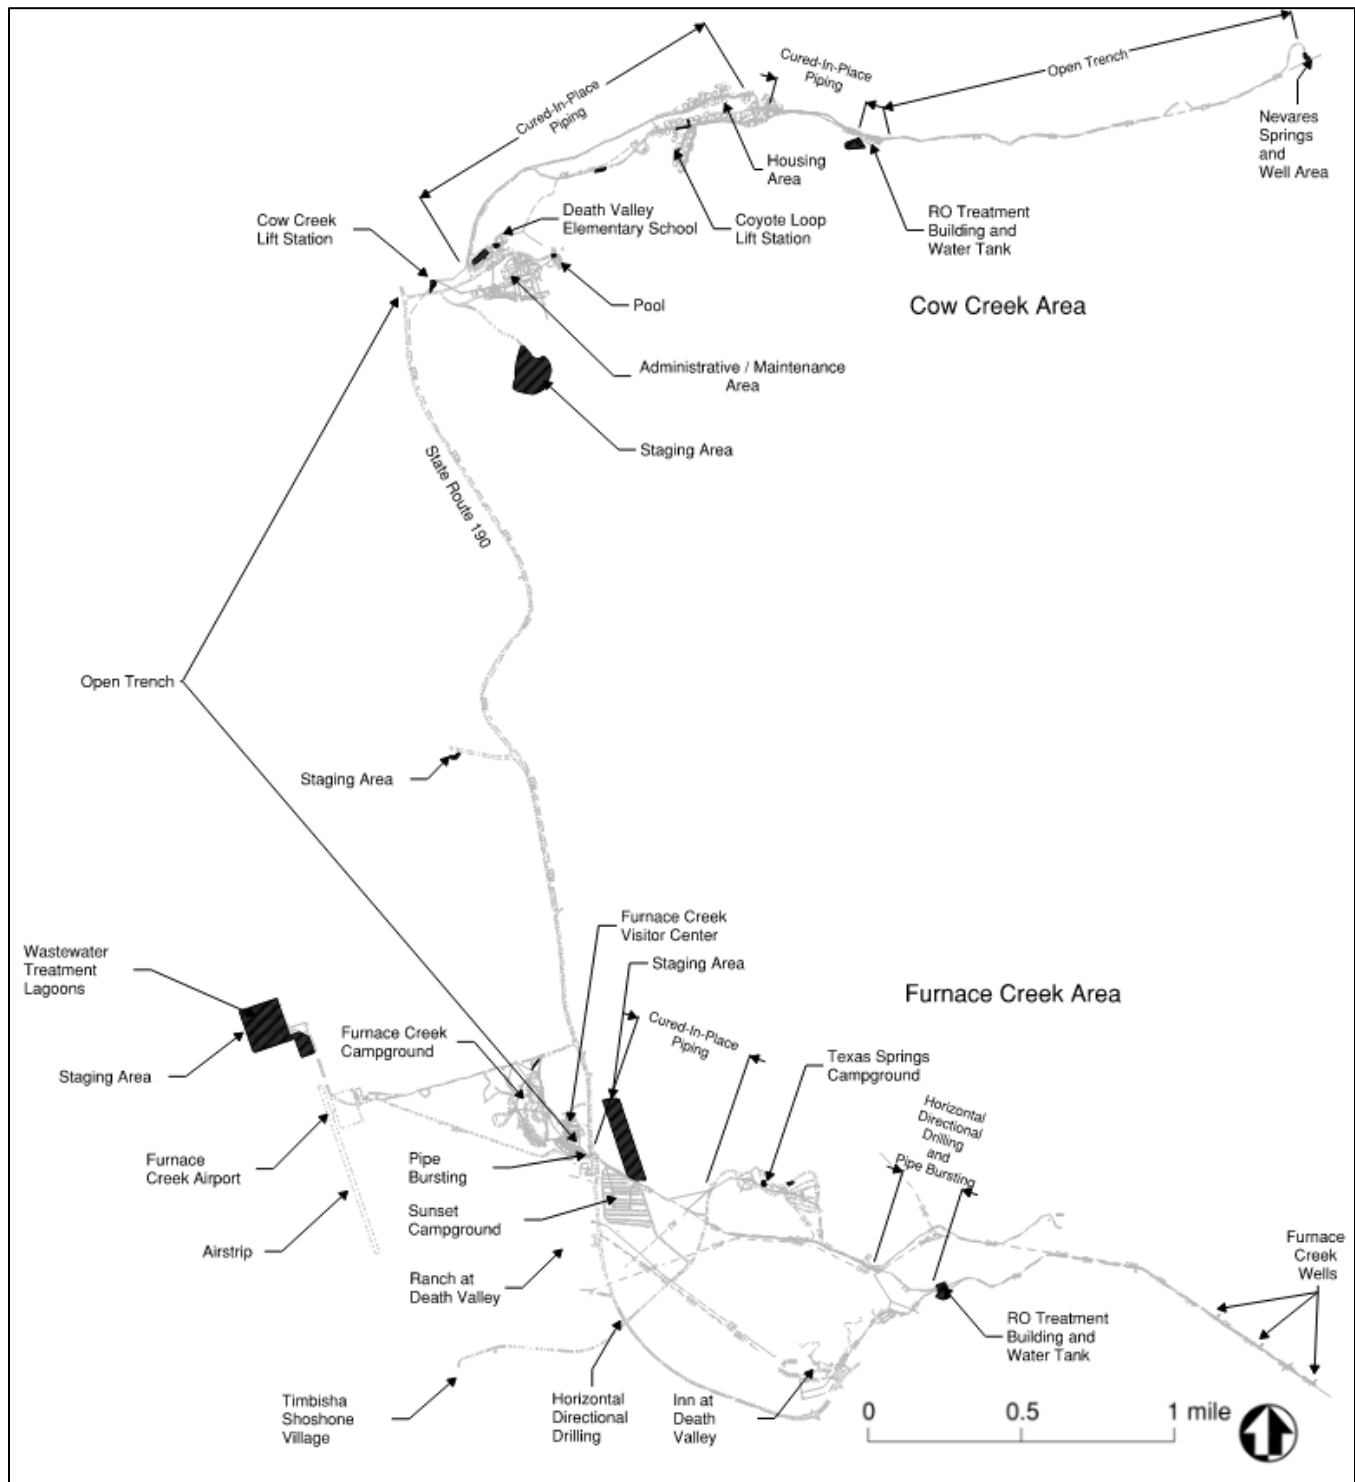 Cured-In-Place
Piping
Cured-In-Place
Piping
Open Trench
Nevares
Springs
and
Well Area
Housing
Area
Cow Creek
Lift Station
Death Valley
Elementary School
Coyote Loop
Lift Station
RO Treatment
Building and
Water Tank
Pool
Cow Creek Area
Administrative / Maintenance
Area
Staging Area
State Route 190
Open Trench
Staging Area
Furnace Creek
Visitor Center
Wastewater
Treatment
Lagoons
Staging Area
Furnace Creek Area
Cured-In-Place
Piping
Furnace Creek
Campground
Texas Springs
Campground
Staging Area
Horizontal
Directional
Drilling
and
Pipe Bursting
Furnace
Creek Airport
Pipe
Bursting
Sunset
Campground
Airstrip
Ranch at
Death Valley
Furnace
Creek
Wells
RO Treatment
Building and
Water Tank
Timbisha
Shoshone
Village
Horizontal
Directional
Drilling
Inn at
Death
Valley
0 0.5 1 mile